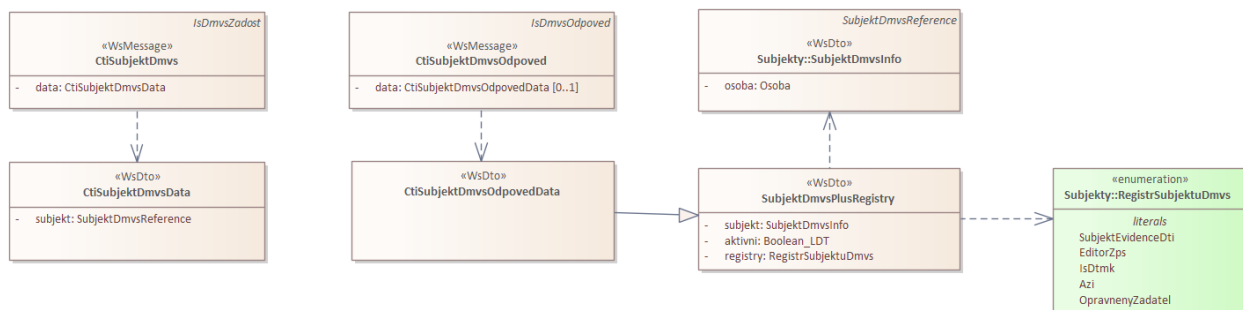 IsDmvsZadost
«WsMessage»
CtiSubjektDmvs
- data: CtiSubjektDmvsData
«WsDto»
CtiSubjektDmvsData
- subjekt: SubjektDmvsReference
IsDmvsOdpoved
«WsMessage»
CtiSubjektDmvsOdpoved
- data: CtiSubjektDmvsOdpovedData [0..1]
«WsDto»
CtiSubjektDmvsOdpovedData
SubjektDmvsReference
«WsDto»
Subjekty::SubjektDmvsInfo
- osoba: Osoba
«WsDto»
SubjektDmvsPlusRegistry
- subjekt: SubjektDmvsInfo
- aktivni: Boolean_LDT
- registry: RegistrSubjektuDmvs
«enumeration»
Subjekty::RegistrSubjektuDmvs
literals
SubjektEvidenceDti
EditorZps
IsDtmk
Azi
OpravnenyZadatel